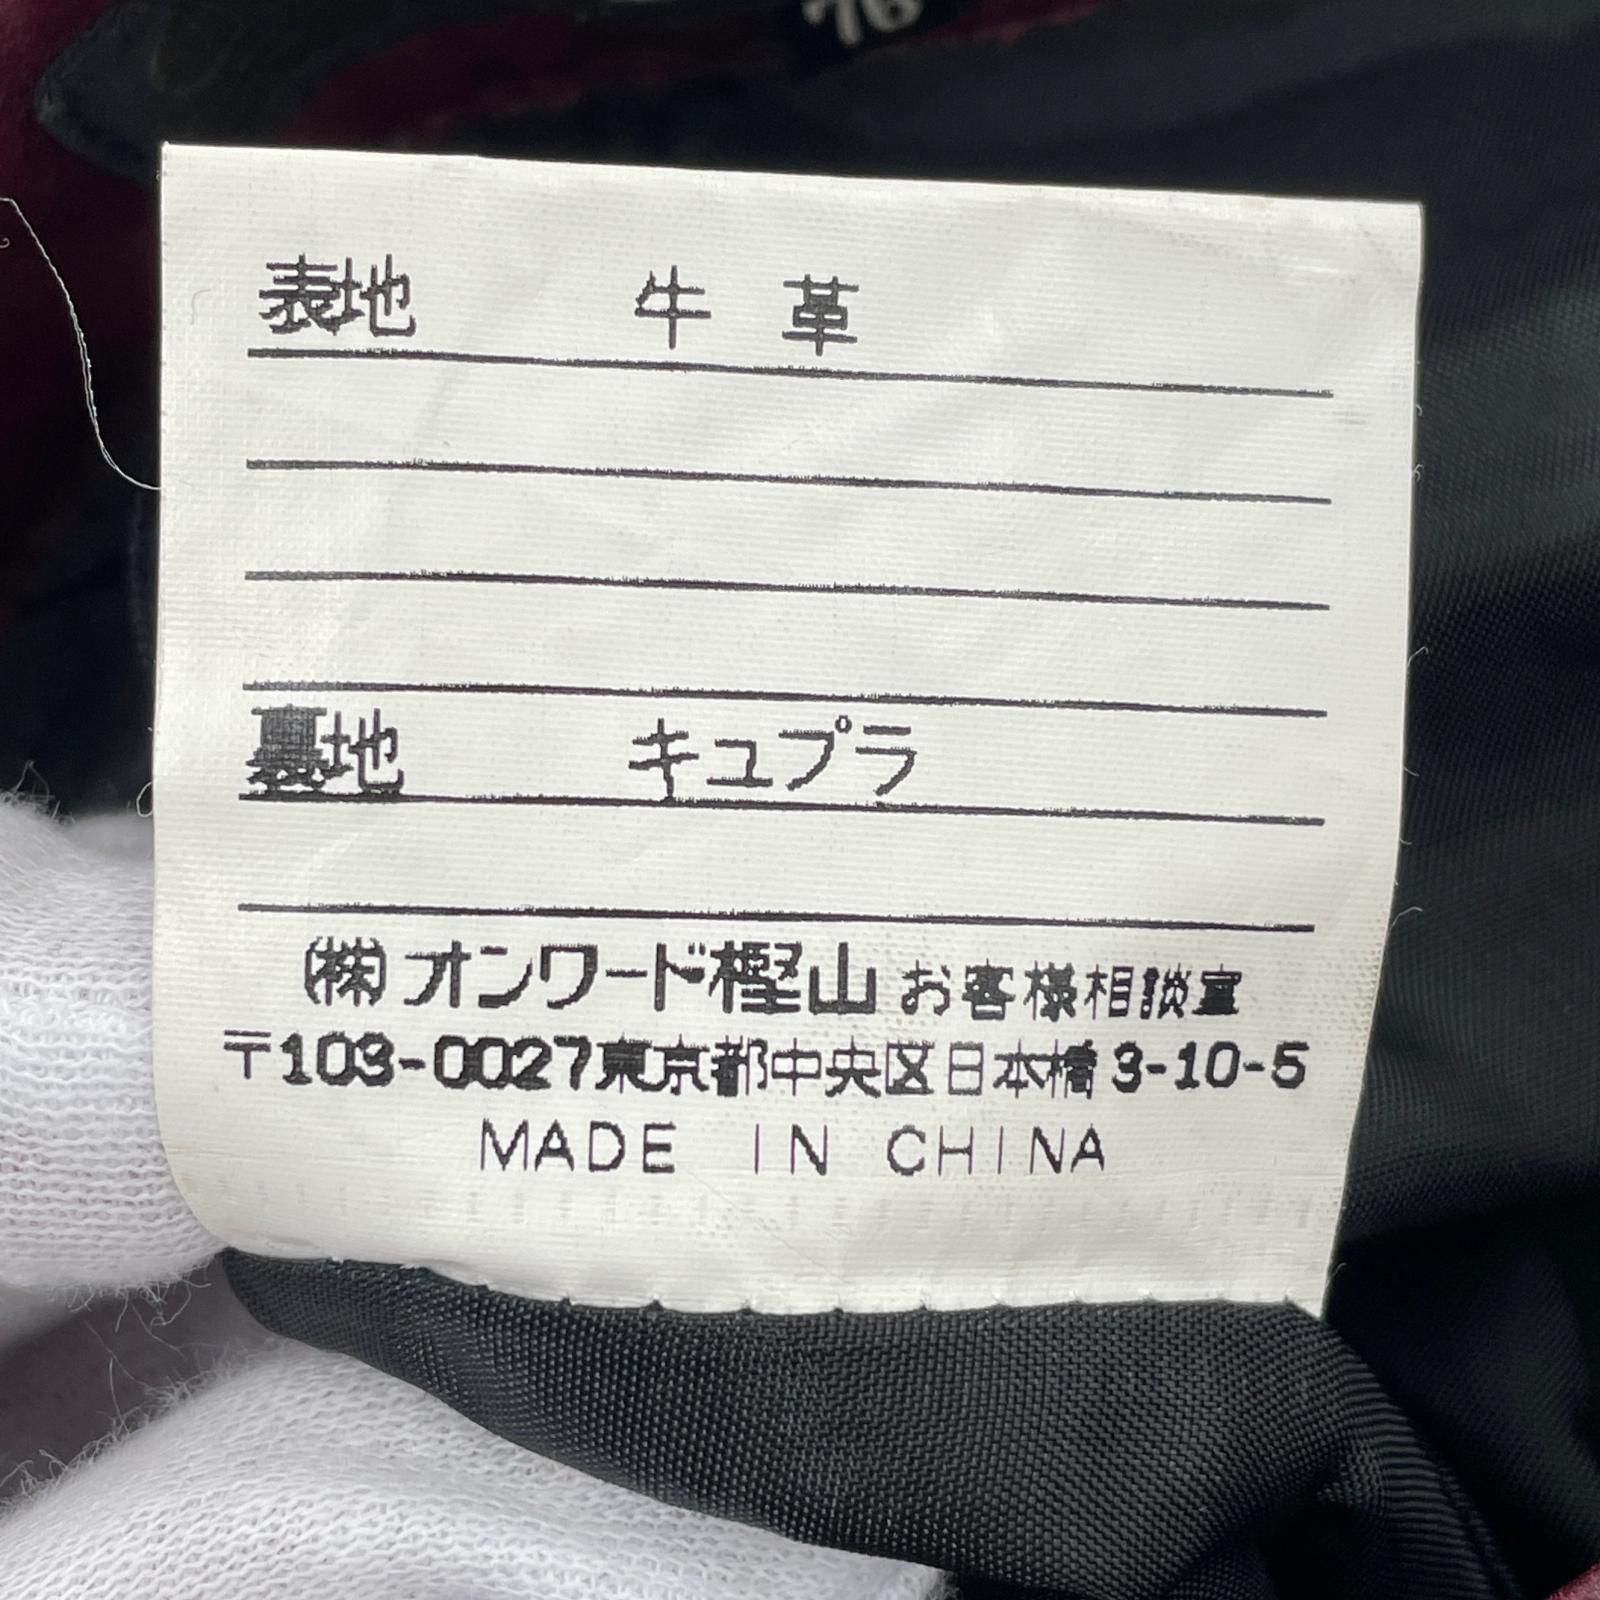 表地 牛革
裏地 キュプラ
(株)オンワード樫山 お客様相談室
〒103-0027東京都中央区日本橋3-10-5
MADE IN CHINA